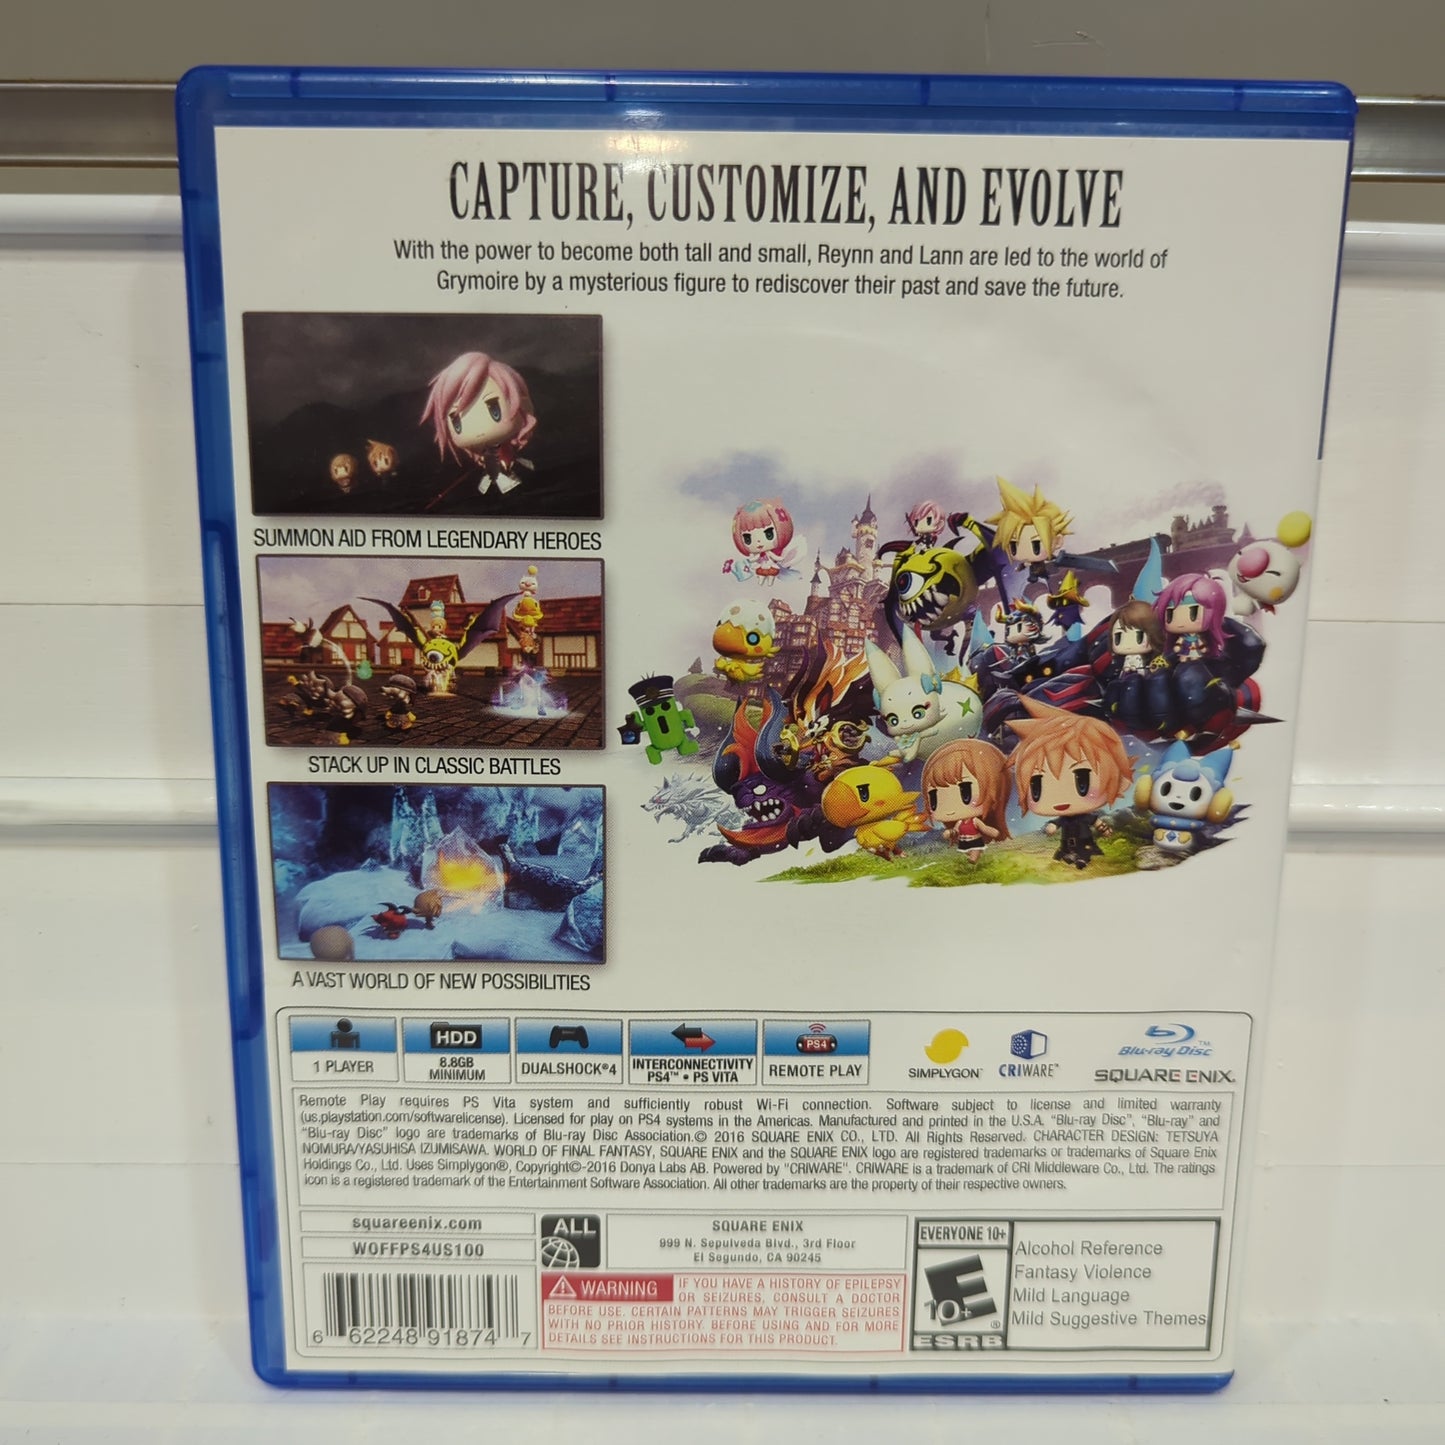 CAPTURE, CUSTOMIZE, AND EVOLVE
With the power to become both tall and small, Reynn and Lann are led to the world of
Grymoire by a mysterious figure to rediscover their past and save the future.
SUMMON AID FROM LEGENDARY HEROES
STACK UP IN CLASSIC BATTLES
A VAST WORLD OF NEW POSSIBILITIES
1 PLAYER
HDD
8.8GB
MINIMUM
DUALSHOCK®4
INTERCONNECTIVITY
PS4™ • PS VITA
PS4
REMOTE PLAY
SIMPLYGON
CRIWARE™
Blu-ray Disc™
SQUARE ENIX.
Remote Play requires PS Vita system and sufficiently robust Wi-Fi connection. Software subject to license and limited warranty
(us.playstation.com/softwarelicense). Licensed for play on PS4 systems in the Americas. Manufactured and printed in the U.S.A. "Blu-ray Disc", "Blu-ray" and
"Blu-ray Disc" logo are trademarks of Blu-ray Disc Association.© 2016 SQUARE ENIX CO., LTD. All Rights Reserved. CHARACTER DESIGN: TETSUYA
NOMURA/YASUHISA IZUMISAWA. WORLD OF FINAL FANTASY, SQUARE ENIX and the SQUARE ENIX logo are registered trademarks or trademarks of Square Enix
Holdings Co., Ltd. Uses Simplygon®, Copyright©-2016 Donya Labs AB. Powered by "CRIWARE". CRIWARE is a trademark of CRI Middleware Co., Ltd. The ratings
icon is a registered trademark of the Entertainment Software Association. All other trademarks are the property of their respective owners.
squareenix.com
WOFFPS4US100
6 62248 91874 7
ALL
SQUARE ENIX
999 N. Sepulveda Blvd., 3rd Floor
El Segundo, CA 90245
WARNING IF YOU HAVE A HISTORY OF EPILEPSY
OR SEIZURES, CONSULT A DOCTOR
BEFORE USE. CERTAIN PATTERNS MAY TRIGGER SEIZURES
WITH NO PRIOR HISTORY. BEFORE USING AND FOR MORE
DETAILS SEE INSTRUCTIONS FOR THIS PRODUCT.
EVERYONE 10+
E
10+
®
ESRB
Alcohol Reference
Fantasy Violence
Mild Language
Mild Suggestive Themes